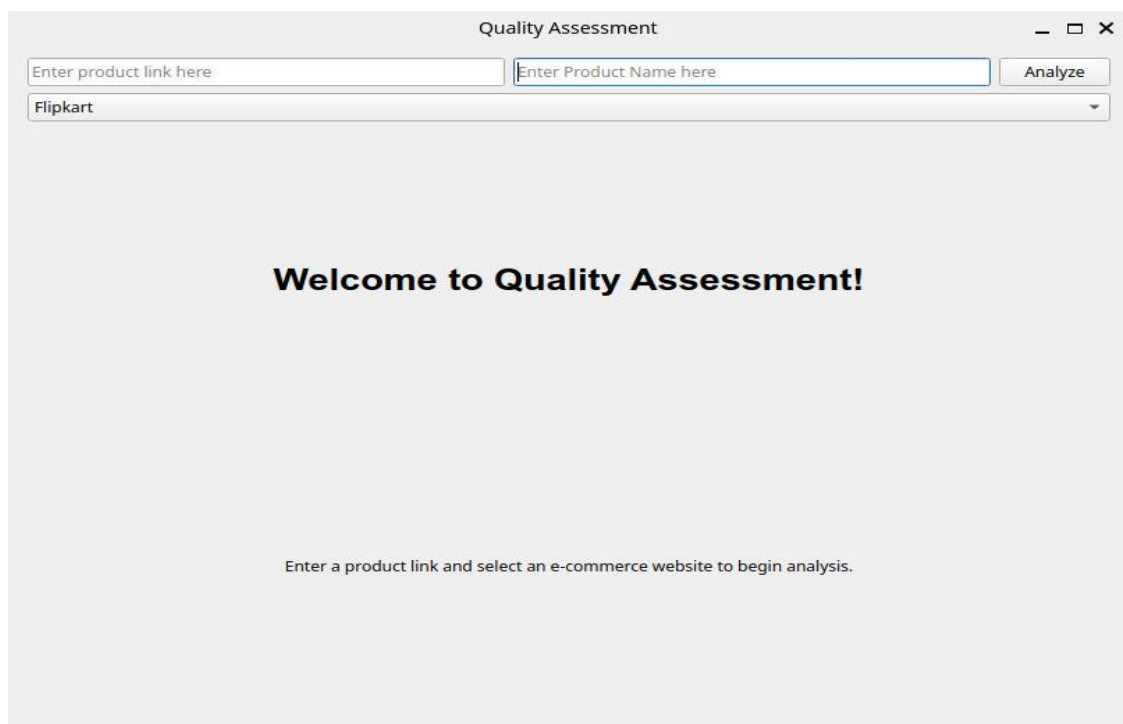 Quality Assessment
Enter product link here
Enter Product Name here
Analyze
Flipkart
Welcome to Quality Assessment!
Enter a product link and select an e-commerce website to begin analysis.